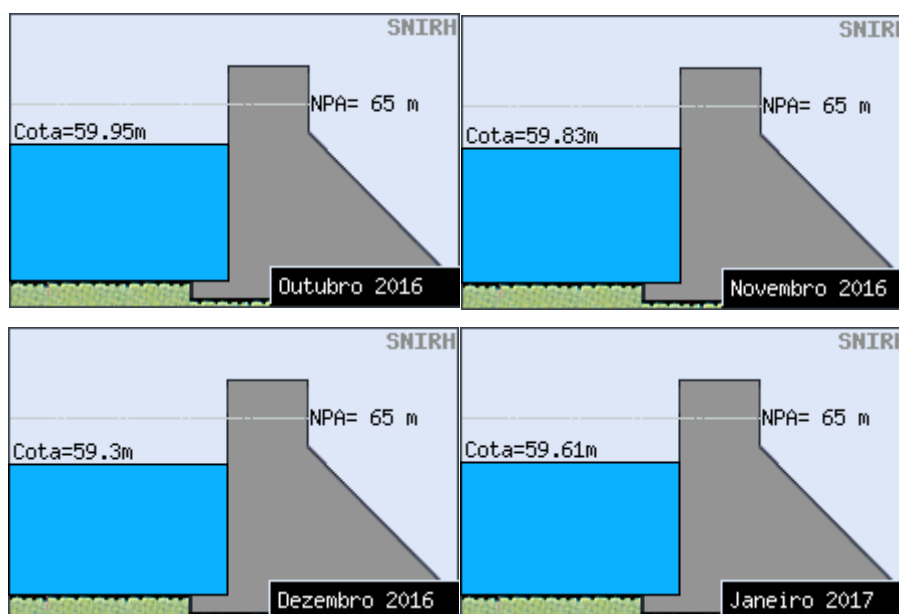 SNIRH
NPA= 65 m
Cota=59.95m
Outubro 2016
SNIRH
NPA= 65 m
Cota=59.83m
Novembro 2016
SNIRH
NPA= 65 m
Cota=59.3m
Dezembro 2016
SNIRH
NPA= 65 m
Cota=59.61m
Janeiro 2017